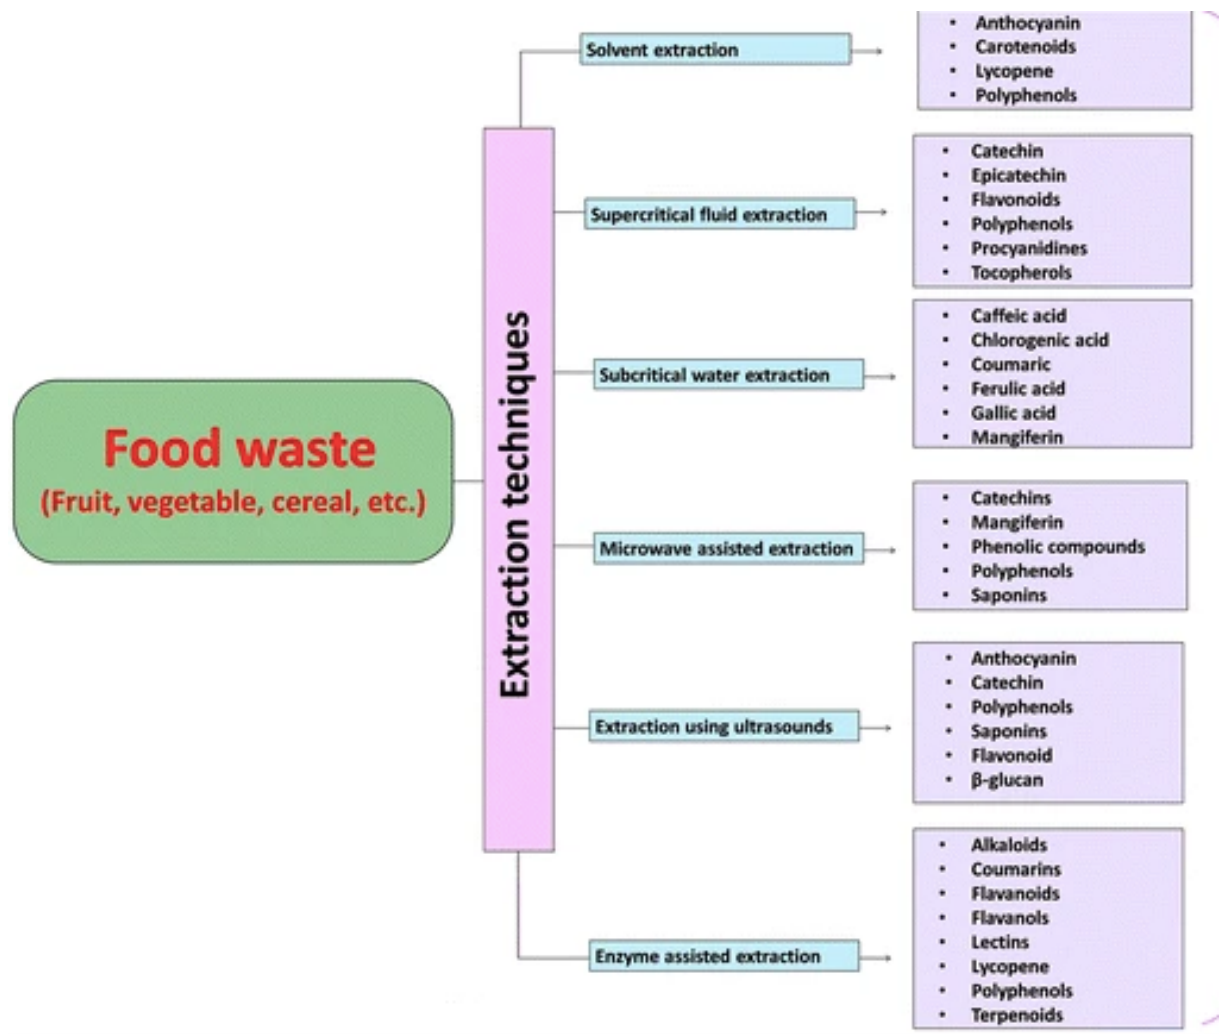 Food waste
(Fruit, vegetable, cereal, etc.)
Extraction techniques
Solvent extraction
• Anthocyanin
• Carotenoids
• Lycopene
• Polyphenols
Supercritical fluid extraction
• Catechin
• Epicatechin
• Flavonoids
• Polyphenols
• Procyanidines
• Tocopherols
Subcritical water extraction
• Caffeic acid
• Chlorogenic acid
• Coumaric
• Ferulic acid
• Gallic acid
• Mangiferin
Microwave assisted extraction
• Catechins
• Mangiferin
• Phenolic compounds
• Polyphenols
• Saponins
Extraction using ultrasounds
• Anthocyanin
• Catechin
• Polyphenols
• Saponins
• Flavonoid
• β-glucan
Enzyme assisted extraction
• Alkaloids
• Coumarins
• Flavanoids
• Flavanols
• Lectins
• Lycopene
• Polyphenols
• Terpenoids